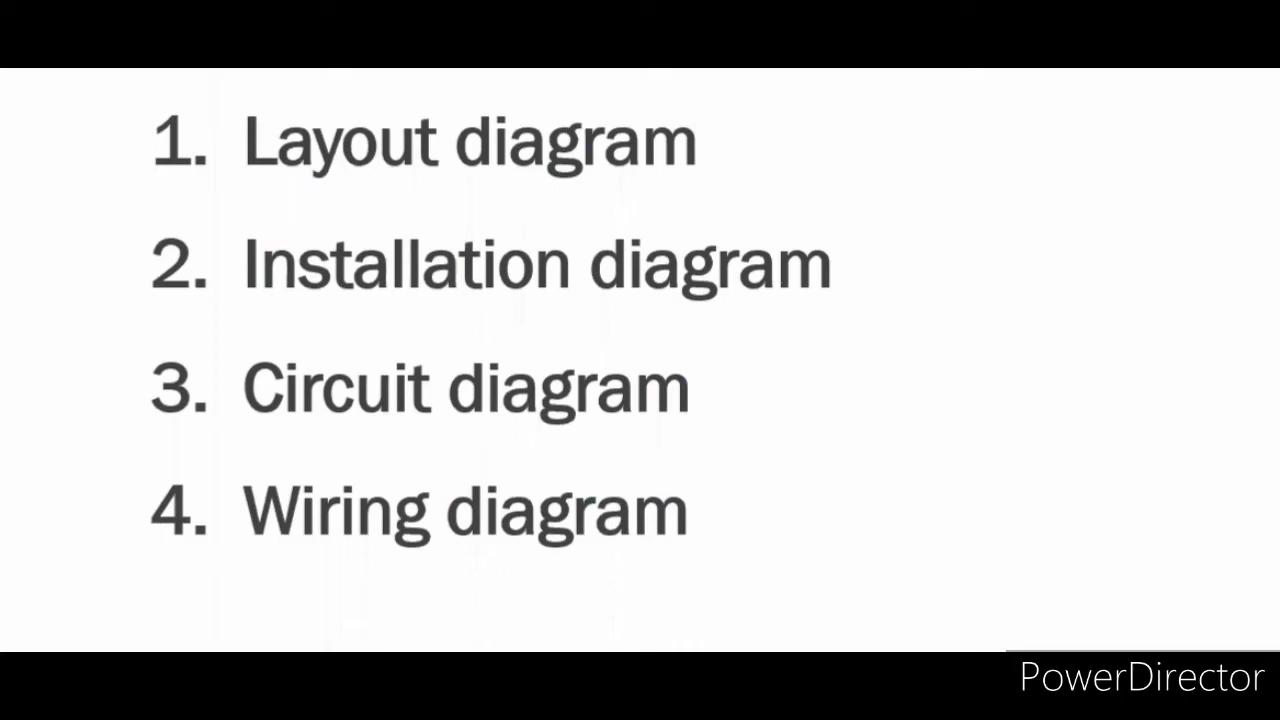 1. Layout diagram
2. Installation diagram
3. Circuit diagram
4. Wiring diagram
PowerDirector